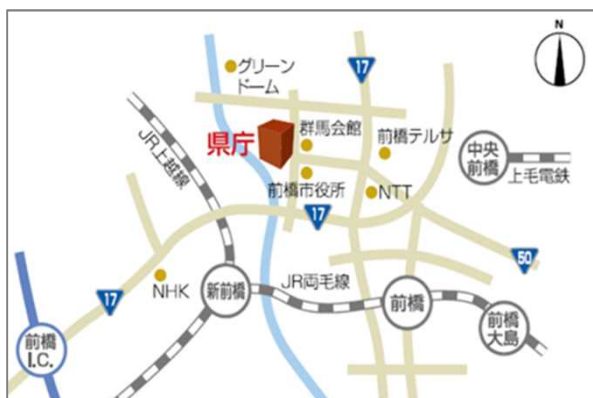 N
グリーン
ドーム
17
県庁
群馬会館
前橋テルサ
中央
前橋
上毛電鉄
JR上越線
前橋市役所
NTT
17
50
NHK
新前橋
JR両毛線
17
前橋
前橋
大島
前橋
I.C.